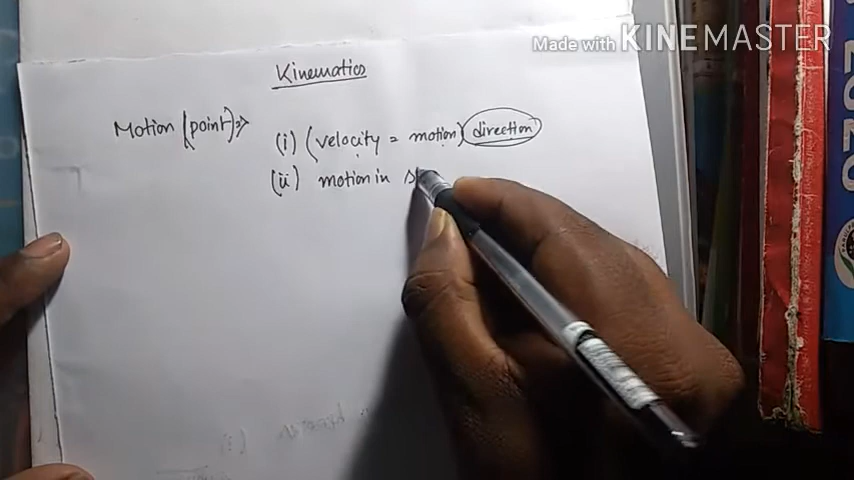 Made with KINEMASTER
Kinematics
Motion (point) => (i) (velocity = motion) direction
(ii) motion in s